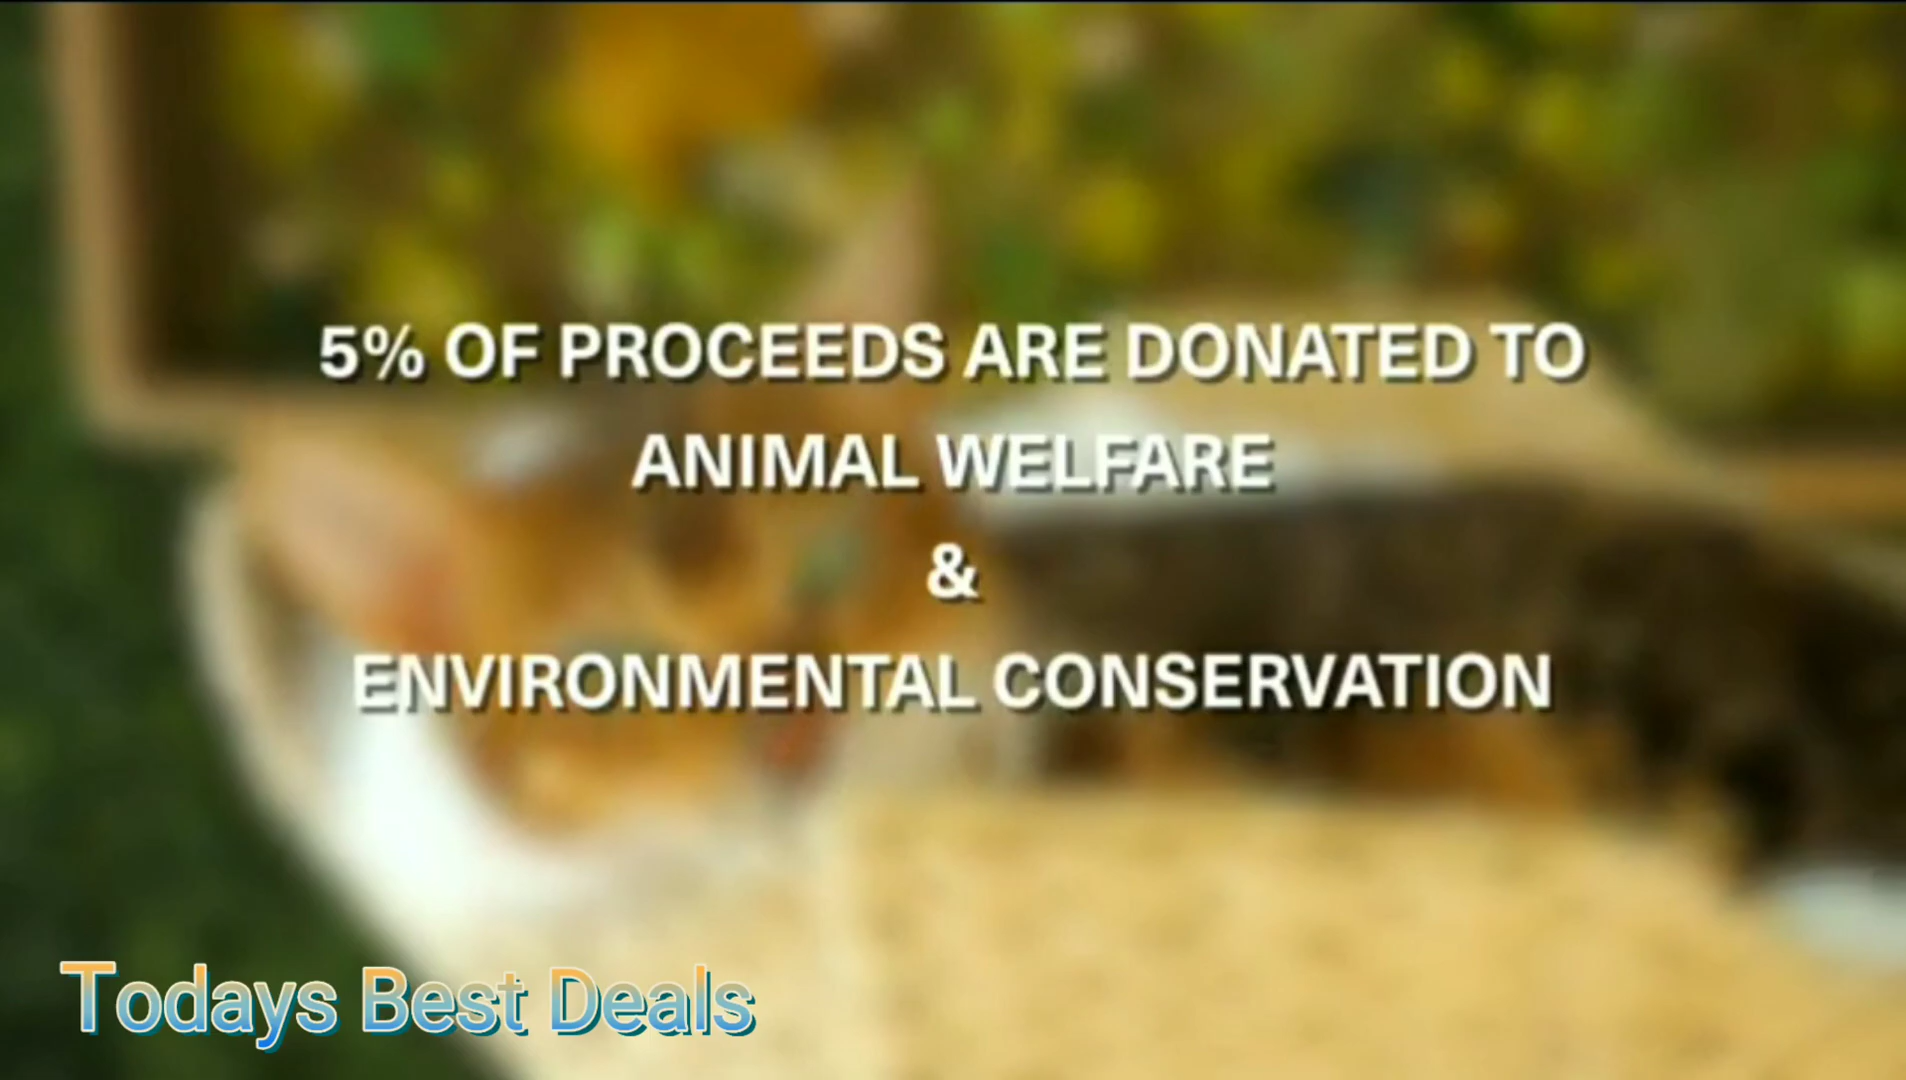 5% OF PROCEEDS ARE DONATED TO
ANIMAL WELFARE
&
ENVIRONMENTAL CONSERVATION
Todays Best Deals